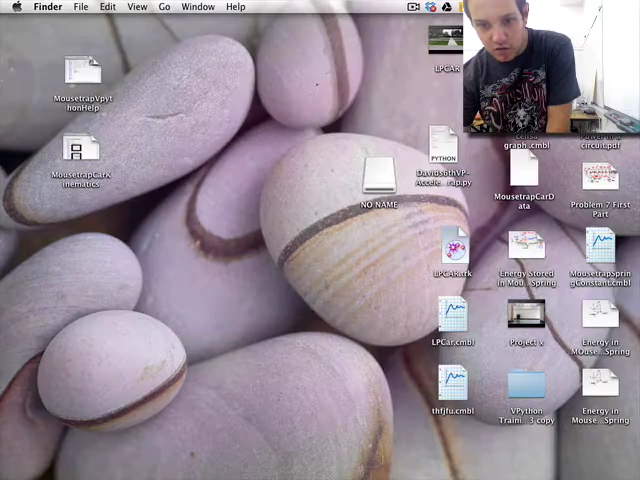 Finder File Edit View Go Window Help
MousetrapVpyt
honHelp
MousetrapCarK
inematics
NO NAME
LPCAR
PYTHON
Davids6thVP-
Accele...rap.py
graph.cmbl
circuit.pdf
MousetrapCarD
ata
Problem 7 First
Part
LPCAR.trk
Energy Stored
in Mou...Spring
MousetrapSprin
gConstant.cmbl
LPCar.cmbl
Project x
Energy in
MOuse...Spring
thfjfu.cmbl
VPython
Traini... 3 copy
Energy in
Mouse...Spring